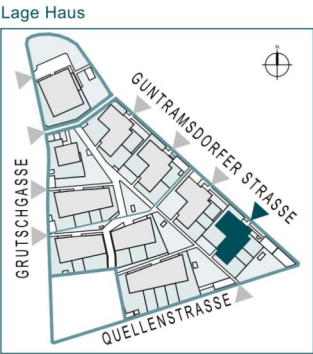 Lage Haus
N
GUNTRAMSDORFER STRASSE
GRUTSCHGASSE
QUELLENSTRASSE